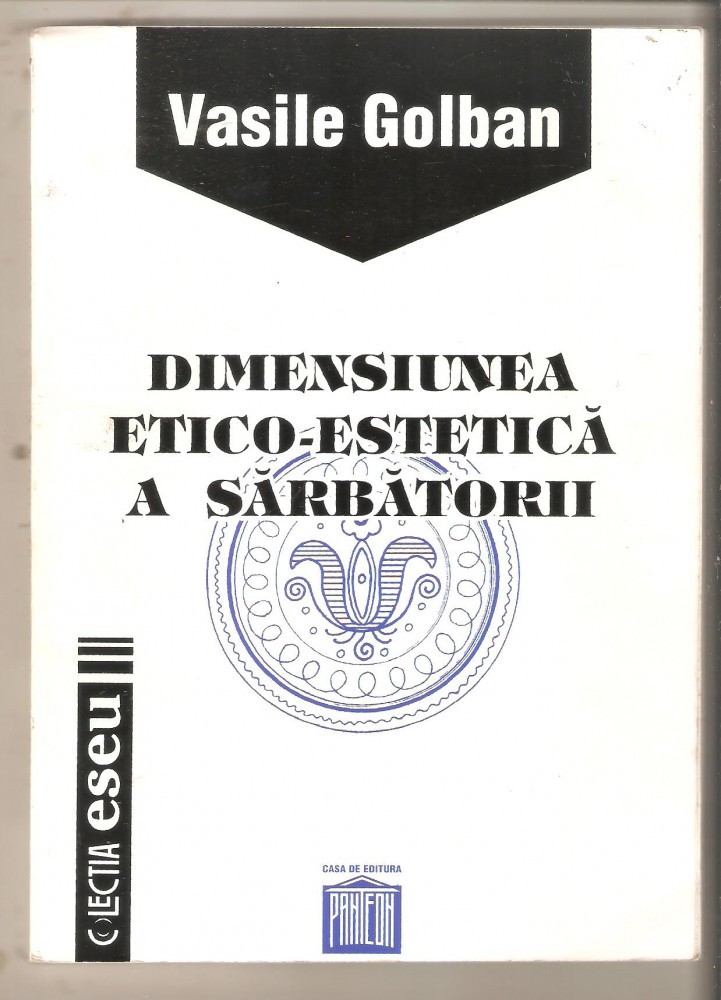 Vasile Golban
DIMENSIUNEA
ETICO-ESTETICĂ
A SĂRBĂTORII
COLECTIA eseu
CASA DE EDITURA
PANTEON